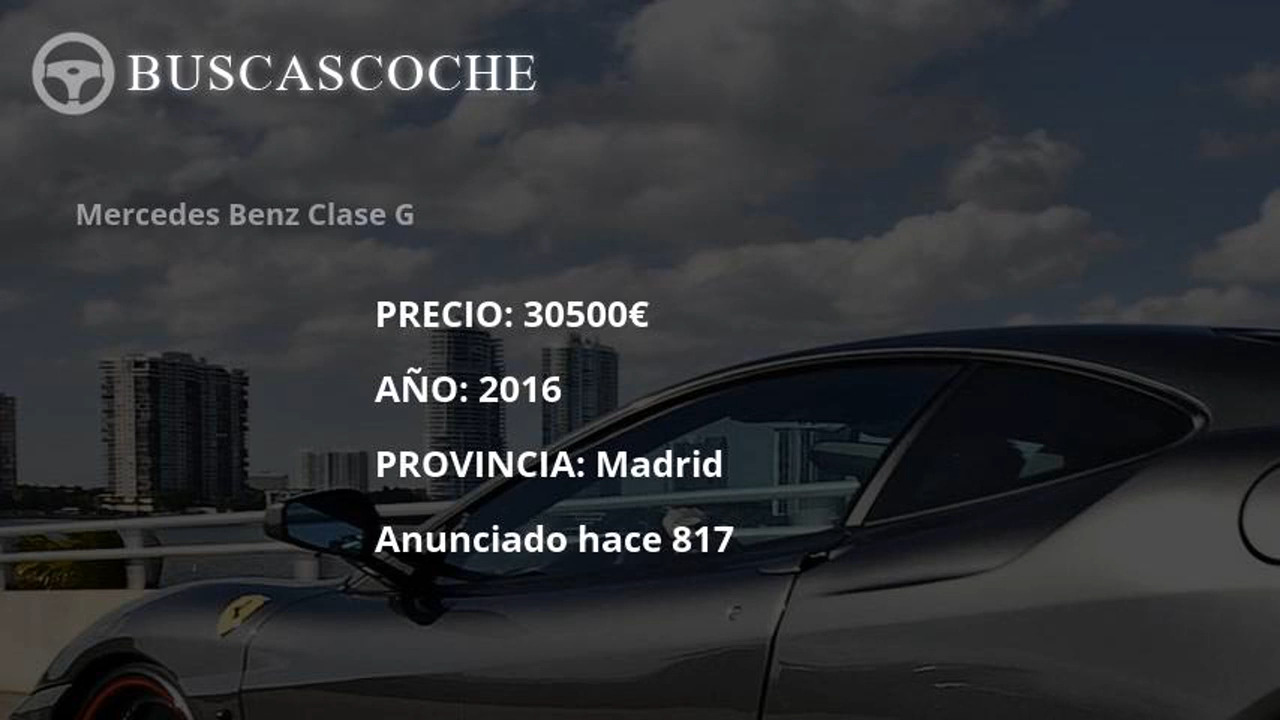 BUSCASCOCHE
Mercedes Benz Clase G
PRECIO: 30500€
AÑO: 2016
PROVINCIA: Madrid
Anunciado hace 817